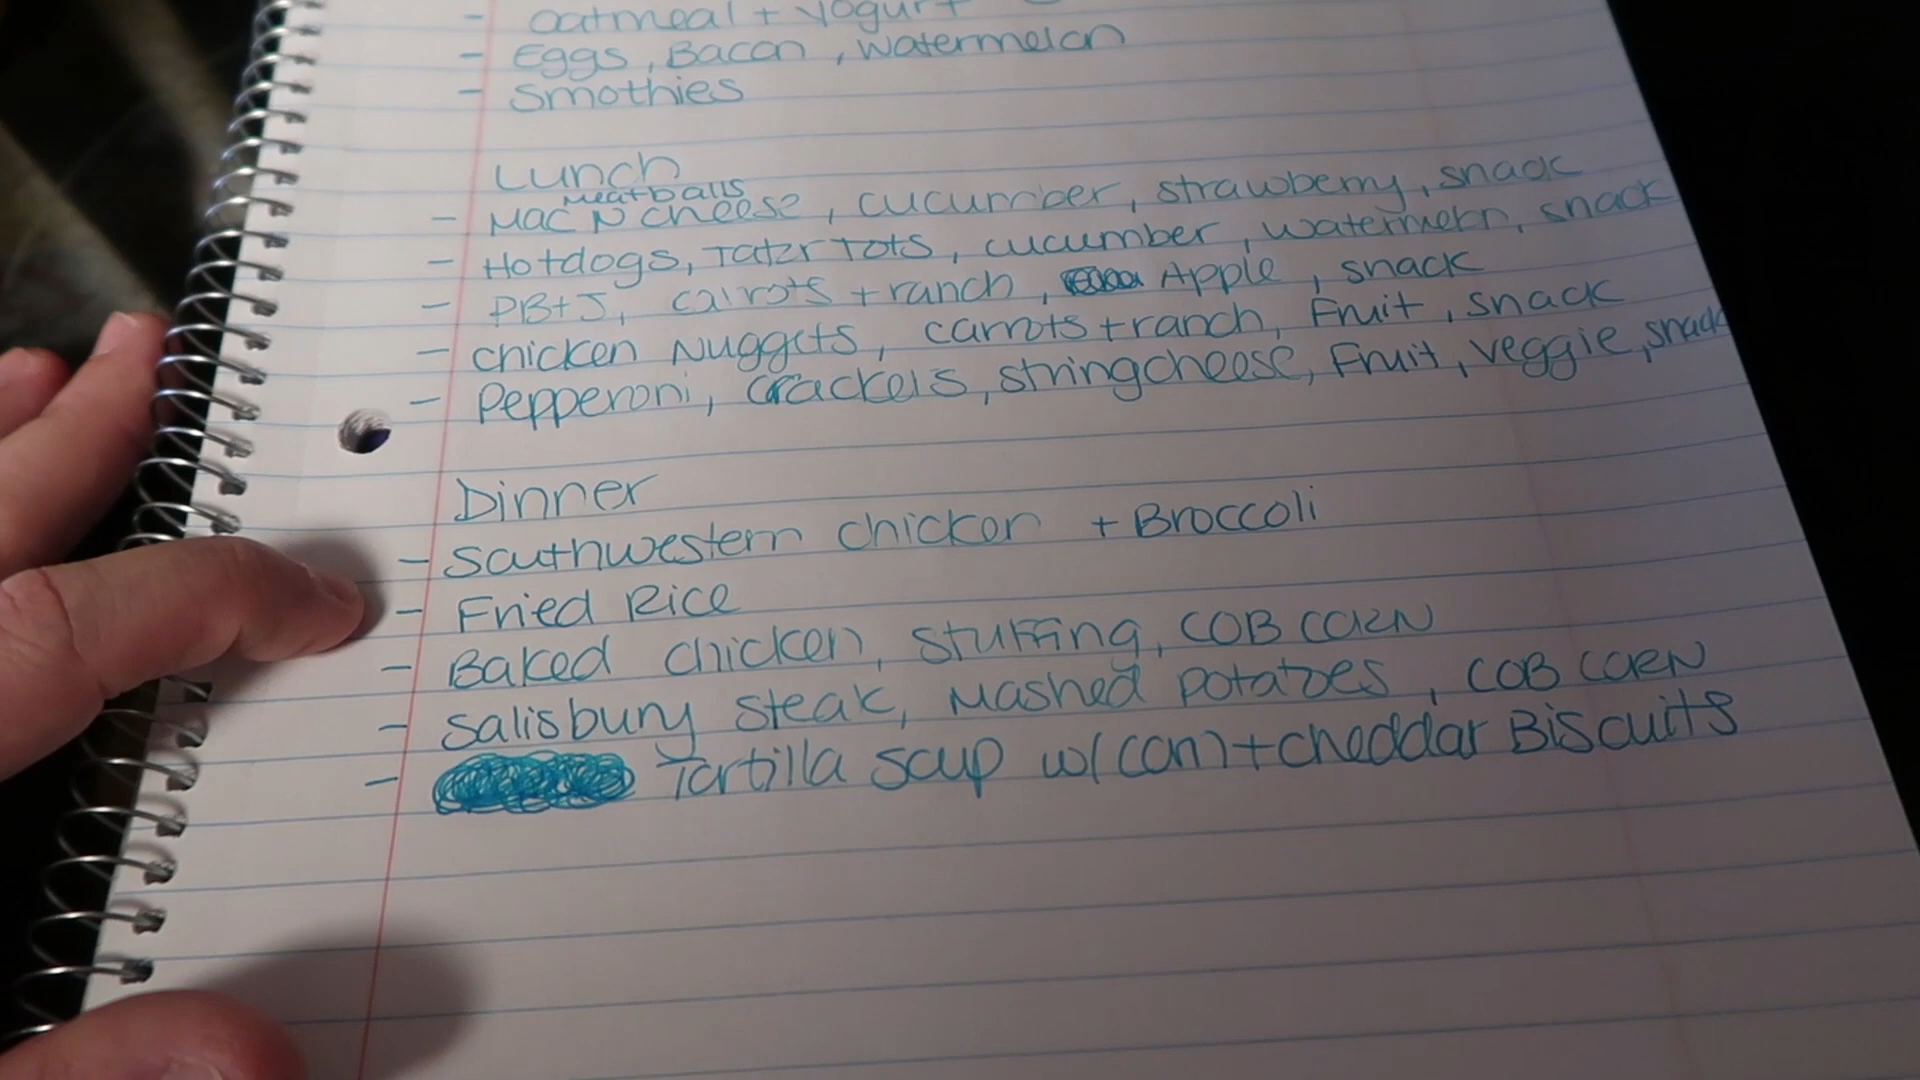 - Oatmeal + Yogurt
- Eggs, Bacon, Watermelon
- Smothies
Lunch
meatballs
- Mac N cheese, cucumber, strawberry, snack
- Hotdogs, Tater Tots, cucumber, watermelon, snack
- PB+J, carrots + ranch, Apple, snack
- chicken Nuggets, carrots + ranch, Fruit, snack
- Pepperoni, crackers, stringcheese, Fruit, veggie, snack
Dinner
- Southwestern chicken + Broccoli
- Fried Rice
- Baked chicken, stuffing, COB CORN
- Salisbury steak, Mashed potatoes, COB CORN
- Tortilla soup w/(can)+cheddar Biscuits